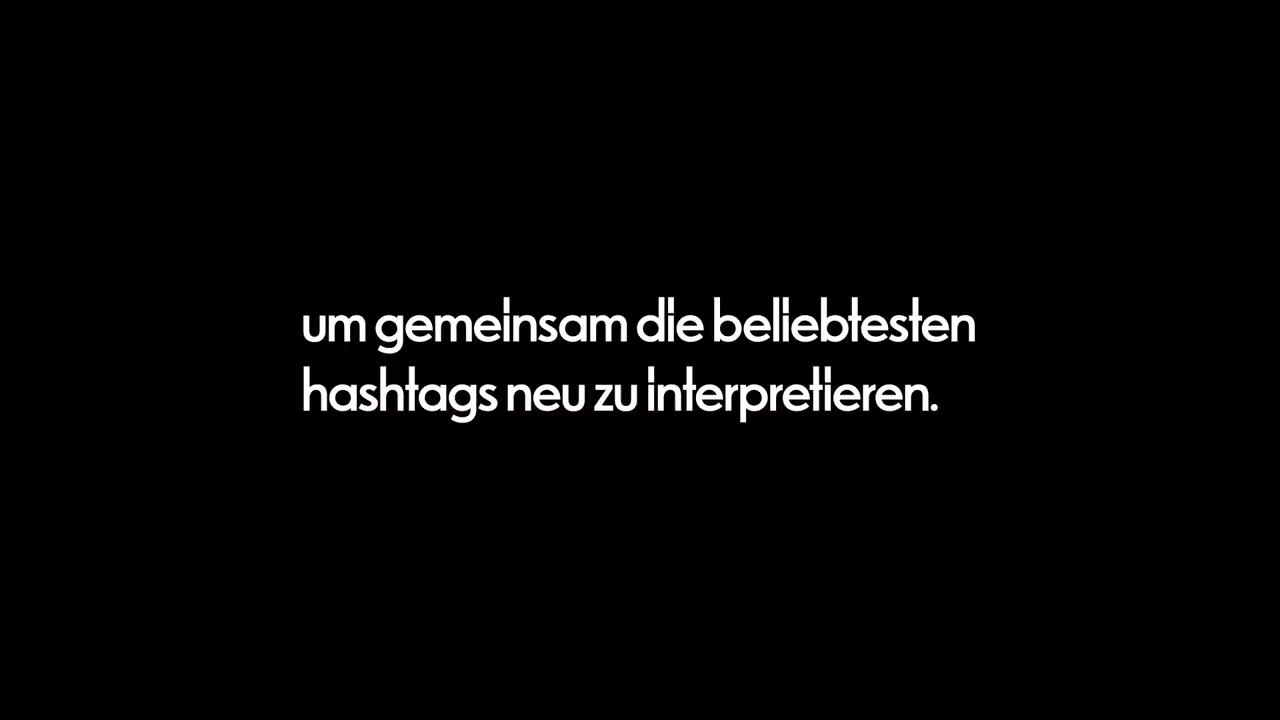 um gemeinsam die beliebtesten
hashtags neu zu interpretieren.